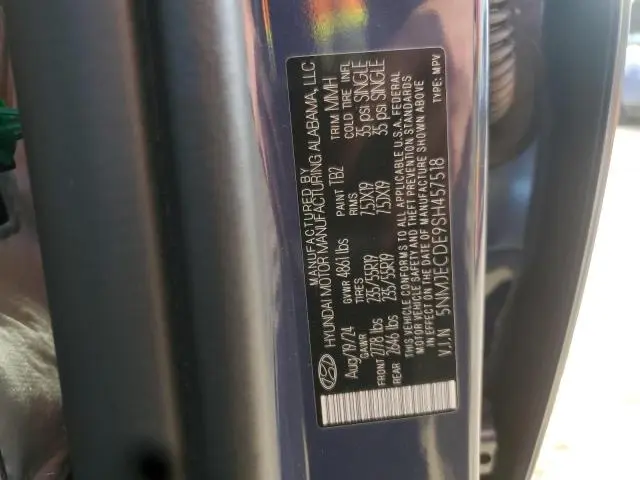 MANUFACTURED BY
HYUNDAI MOTOR MANUFACTURING ALABAMA, LLC
Aug/19/24 GVWR 4861 lbs PAINT TB2 TRIM MMH
GAWR TIRES RIMS COLD TIRE INFL
FRONT 2778 lbs 235/55R19 7.5JX19 35 psi SINGLE
REAR 2646 lbs 235/55R19 7.5JX19 35 psi SINGLE
THIS VEHICLE CONFORMS TO ALL APPLICABLE U.S.A. FEDERAL
MOTOR VEHICLE SAFETY AND THEFT PREVENTION STANDARDS
IN EFFECT ON THE DATE OF MANUFACTURE SHOWN ABOVE
V.I.N 5NMJECDE9SH457518 TYPE: MPV